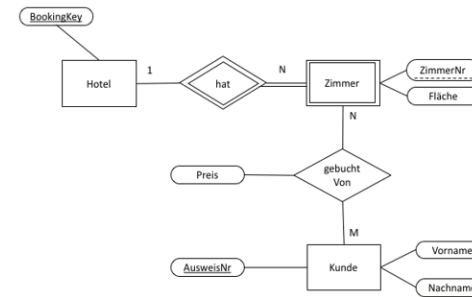 BookingKey
Hotel
1
hat
N
Zimmer
ZimmerNr
Fläche
N
Preis
gebucht
Von
M
AusweisNr
Kunde
Vorname
Nachname